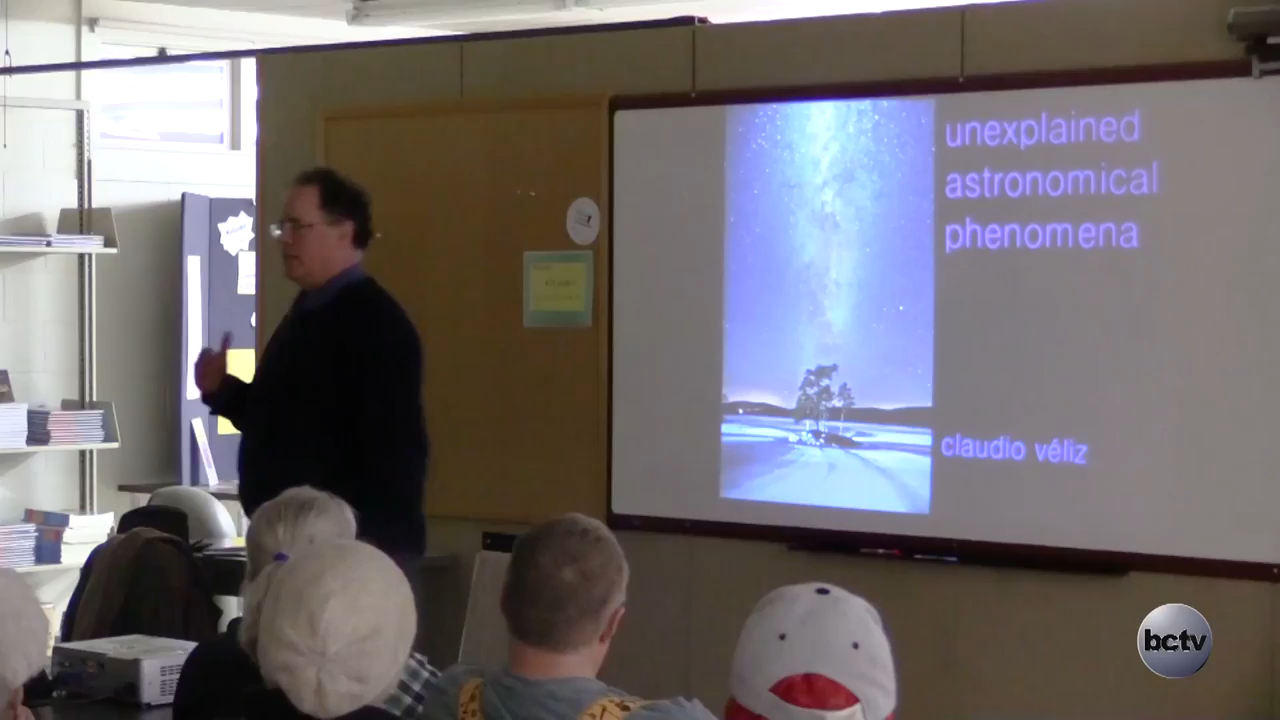 unexplained
astronomical
phenomena
claudio véliz
bctv